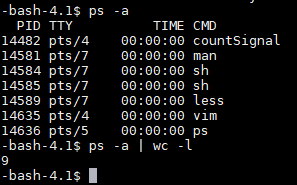 -bash-4.1$ ps -a
  PID TTY          TIME CMD
14482 pts/4    00:00:00 countSignal
14581 pts/7    00:00:00 man
14584 pts/7    00:00:00 sh
14585 pts/7    00:00:00 sh
14589 pts/7    00:00:00 less
14635 pts/4    00:00:00 vim
14636 pts/5    00:00:00 ps
-bash-4.1$ ps -a | wc -l
9
-bash-4.1$